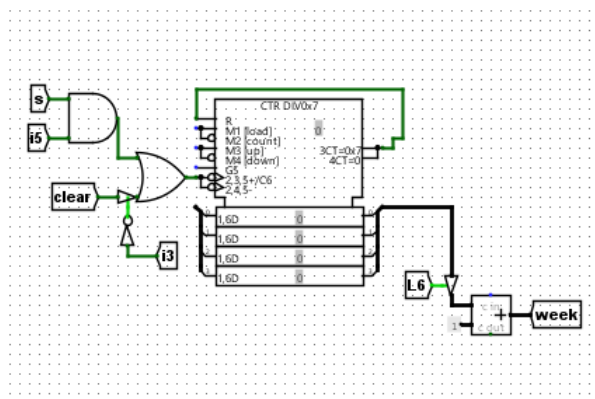 CTR DIV0x7
s
R
M1 [load]
0
M2 [count]
i5
M3 [up]
3CT=0x7
M4 [down]
4CT=0
G5
2,3,5+/C6
2,4,5-
clear
1,6D 0
1,6D 0
i3
1,6D 0
1,6D 0
L6
c in
+
week
1
c out